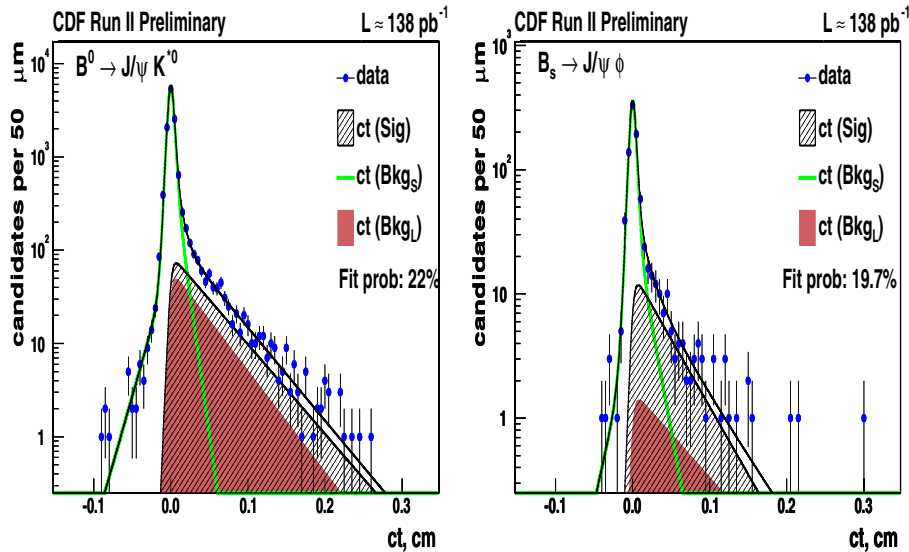 CDF Run II Preliminary L ≈ 138 pb⁻¹
candidates per 50 μm
B⁰ → J/ψ K*⁰
data
ct (Sig)
ct (Bkg_S)
ct (Bkg_L)
Fit prob: 22%
10⁴
10³
10²
10
1
-0.1 0.0 0.1 0.2 0.3
ct, cm
CDF Run II Preliminary L ≈ 138 pb⁻¹
candidates per 50 μm
B_s → J/ψ φ
data
ct (Sig)
ct (Bkg_S)
ct (Bkg_L)
Fit prob: 19.7%
10³
10²
10
1
-0.1 0.0 0.1 0.2 0.3
ct, cm